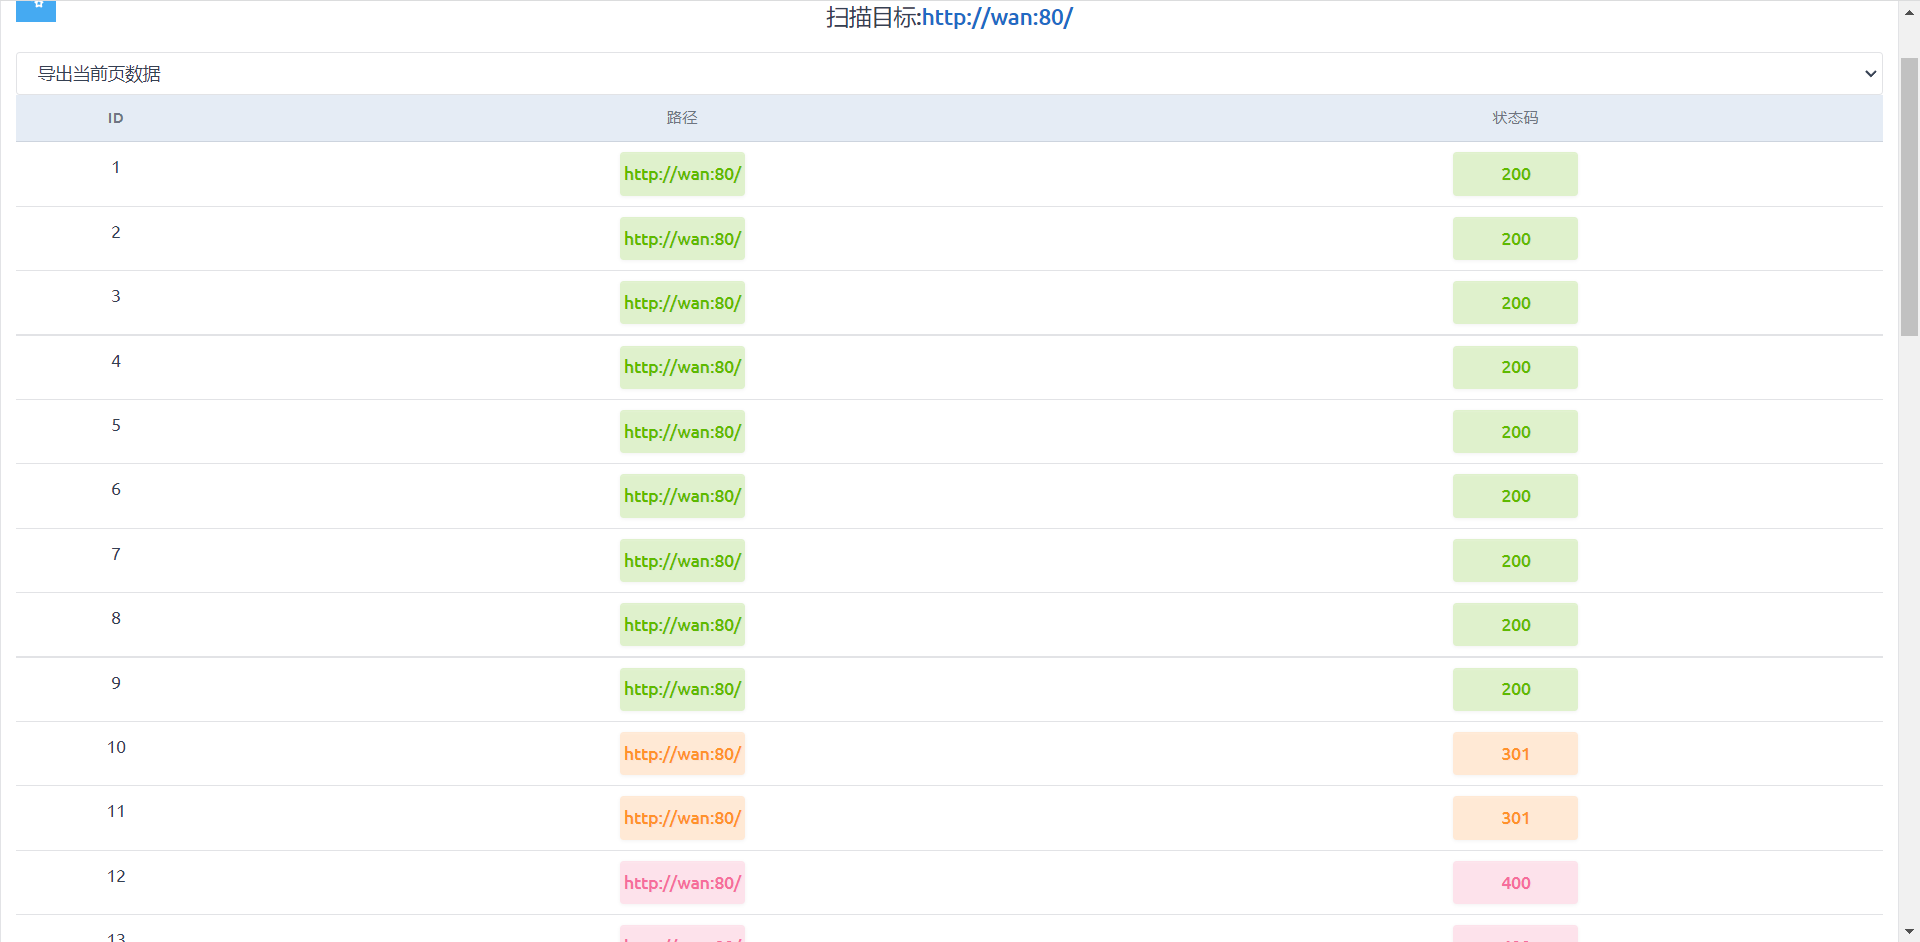 扫描目标:http://wan:80/
导出当前页数据
ID 路径 状态码
1 http://wan:80/ 200
2 http://wan:80/ 200
3 http://wan:80/ 200
4 http://wan:80/ 200
5 http://wan:80/ 200
6 http://wan:80/ 200
7 http://wan:80/ 200
8 http://wan:80/ 200
9 http://wan:80/ 200
10 http://wan:80/ 301
11 http://wan:80/ 301
12 http://wan:80/ 400
13